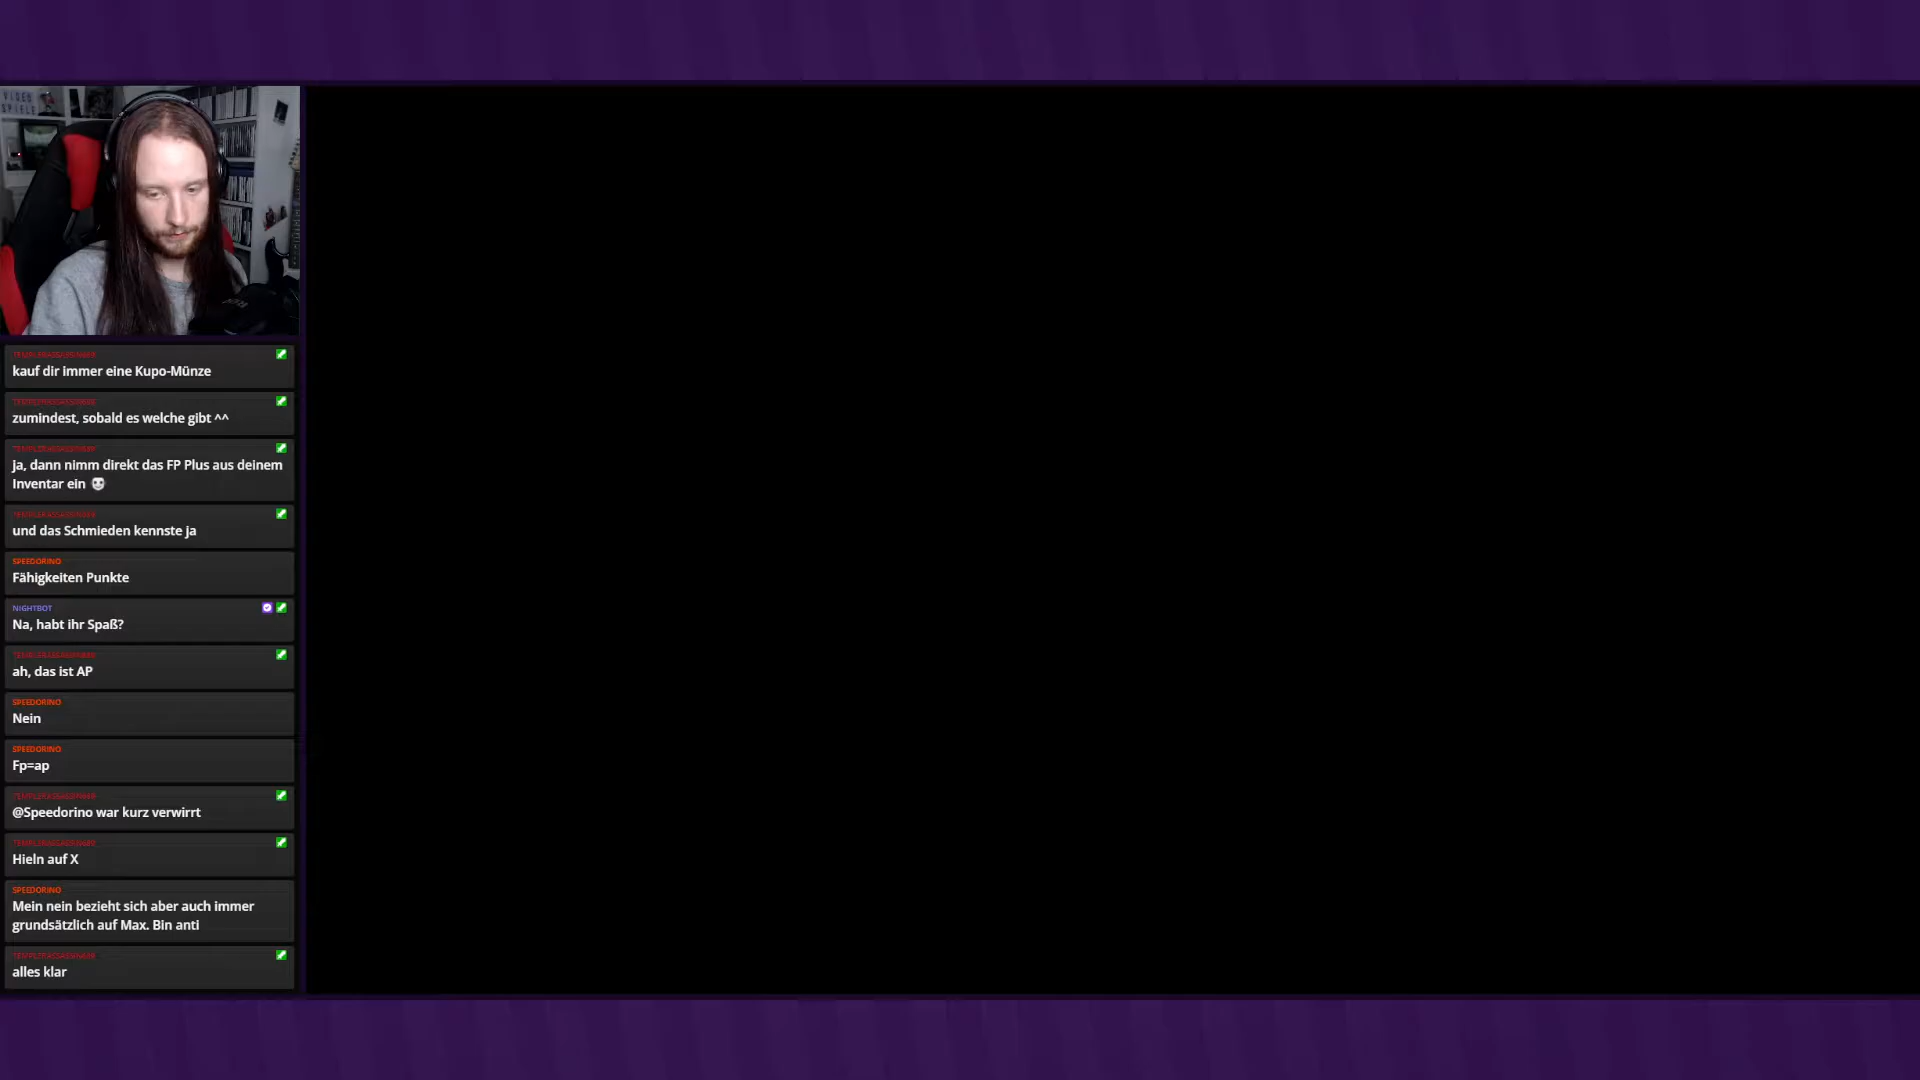 VIDEO
SPIELE
kauf dir immer eine Kupo-Münze
zumindest, sobald es welche gibt ^^
ja, dann nimm direkt das FP Plus aus deinem
Inventar ein
und das Schmieden kennste ja
SPEEDORINO
Fähigkeiten Punkte
NIGHTBOT
Na, habt ihr Spaß?
ah, das ist AP
SPEEDORINO
Nein
SPEEDORINO
Fp=ap
@Speedorino war kurz verwirrt
Hieln auf X
SPEEDORINO
Mein nein bezieht sich aber auch immer
grundsätzlich auf Max. Bin anti
alles klar